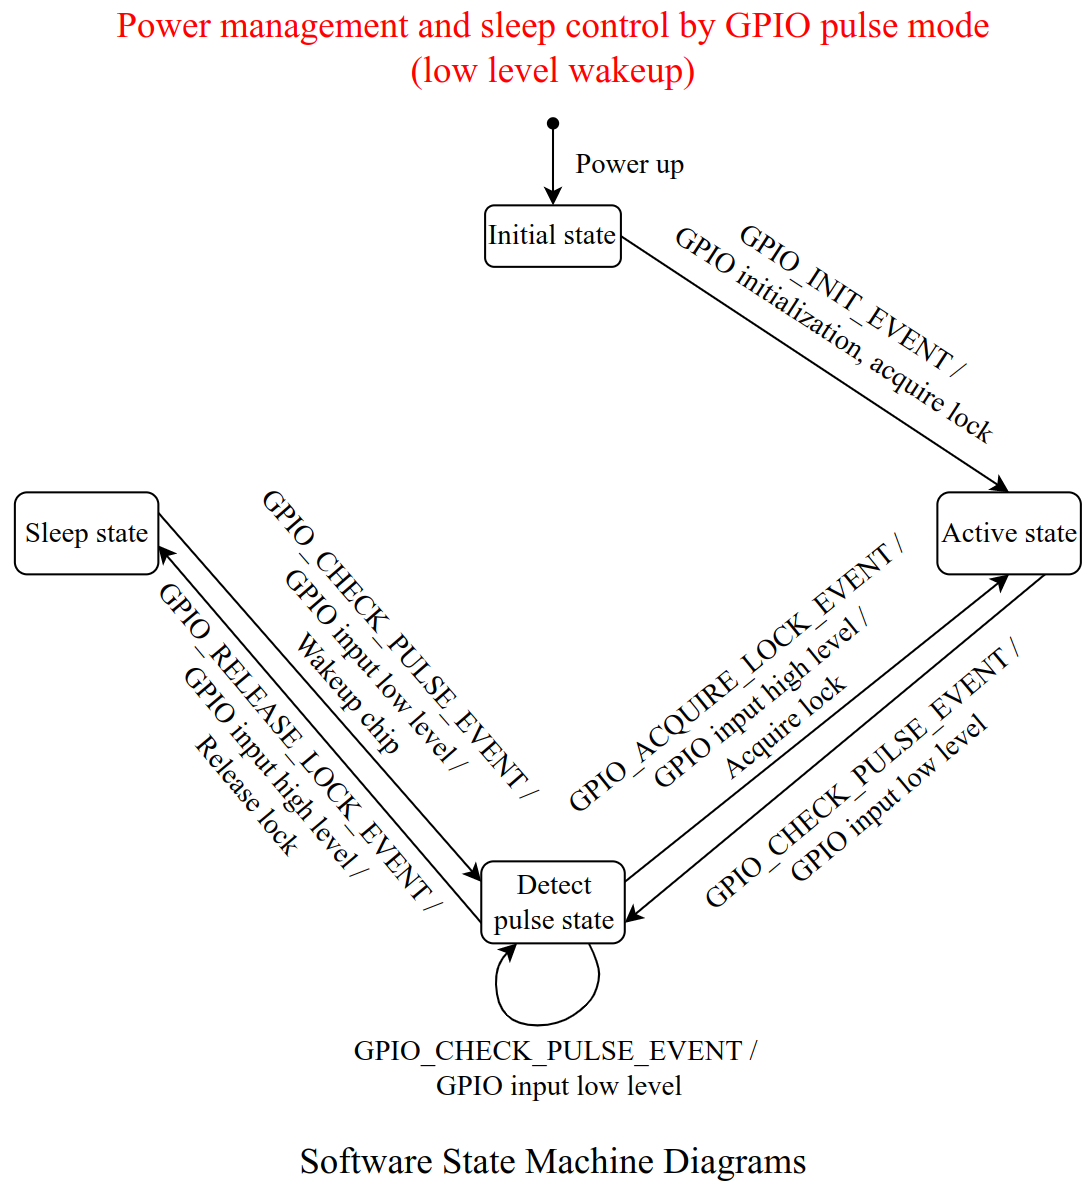 Power management and sleep control by GPIO pulse mode
(low level wakeup)
Power up
Initial state
GPIO_INIT_EVENT /
GPIO initialization, acquire lock
Sleep state
Active state
GPIO_CHECK_PULSE_EVENT /
GPIO input low level /
Wakeup chip
GPIO_RELEASE_LOCK_EVENT /
GPIO input high level /
Release lock
GPIO_ACQUIRE_LOCK_EVENT /
GPIO input high level /
Acquire lock
GPIO_CHECK_PULSE_EVENT /
GPIO input low level
Detect
pulse state
GPIO_CHECK_PULSE_EVENT /
GPIO input low level
Software State Machine Diagrams